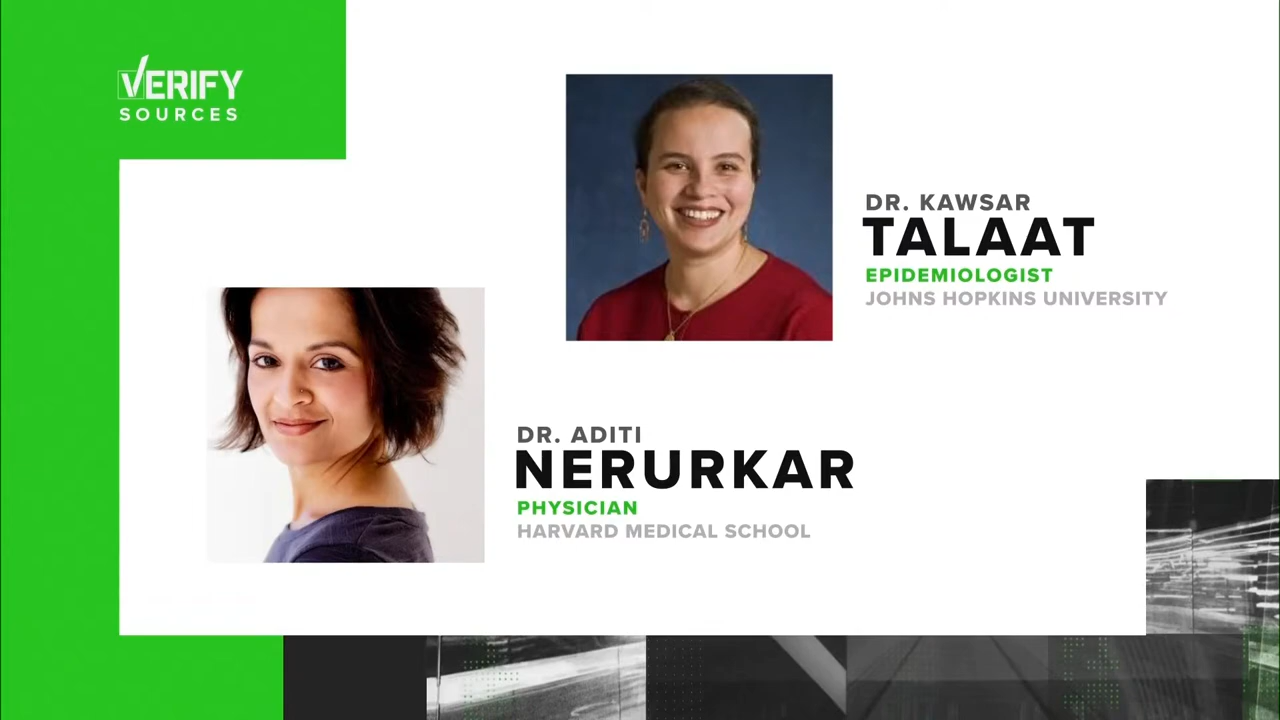 VERIFY
SOURCES
DR. KAWSAR
TALAAT
EPIDEMIOLOGIST
JOHNS HOPKINS UNIVERSITY
DR. ADITI
NERURKAR
PHYSICIAN
HARVARD MEDICAL SCHOOL